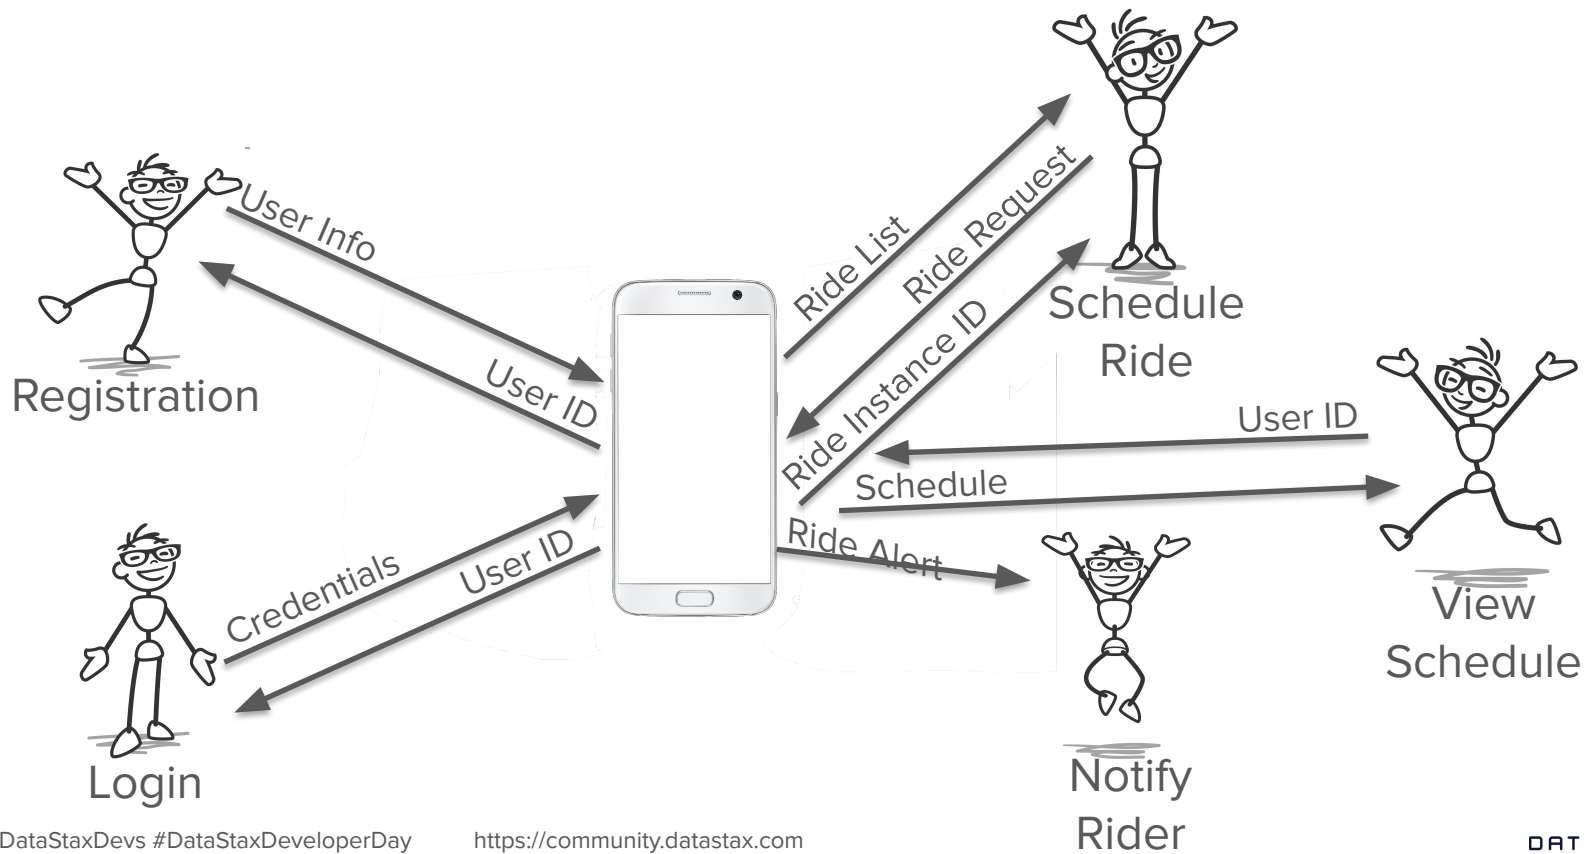 User Info
User ID
Registration
Credentials
User ID
Login
Ride List
Ride Request
Ride Instance ID
Schedule
Ride
User ID
Schedule
View
Schedule
Ride Alert
Notify
Rider
DataStaxDevs #DataStaxDeveloperDay
https://community.datastax.com
DAT